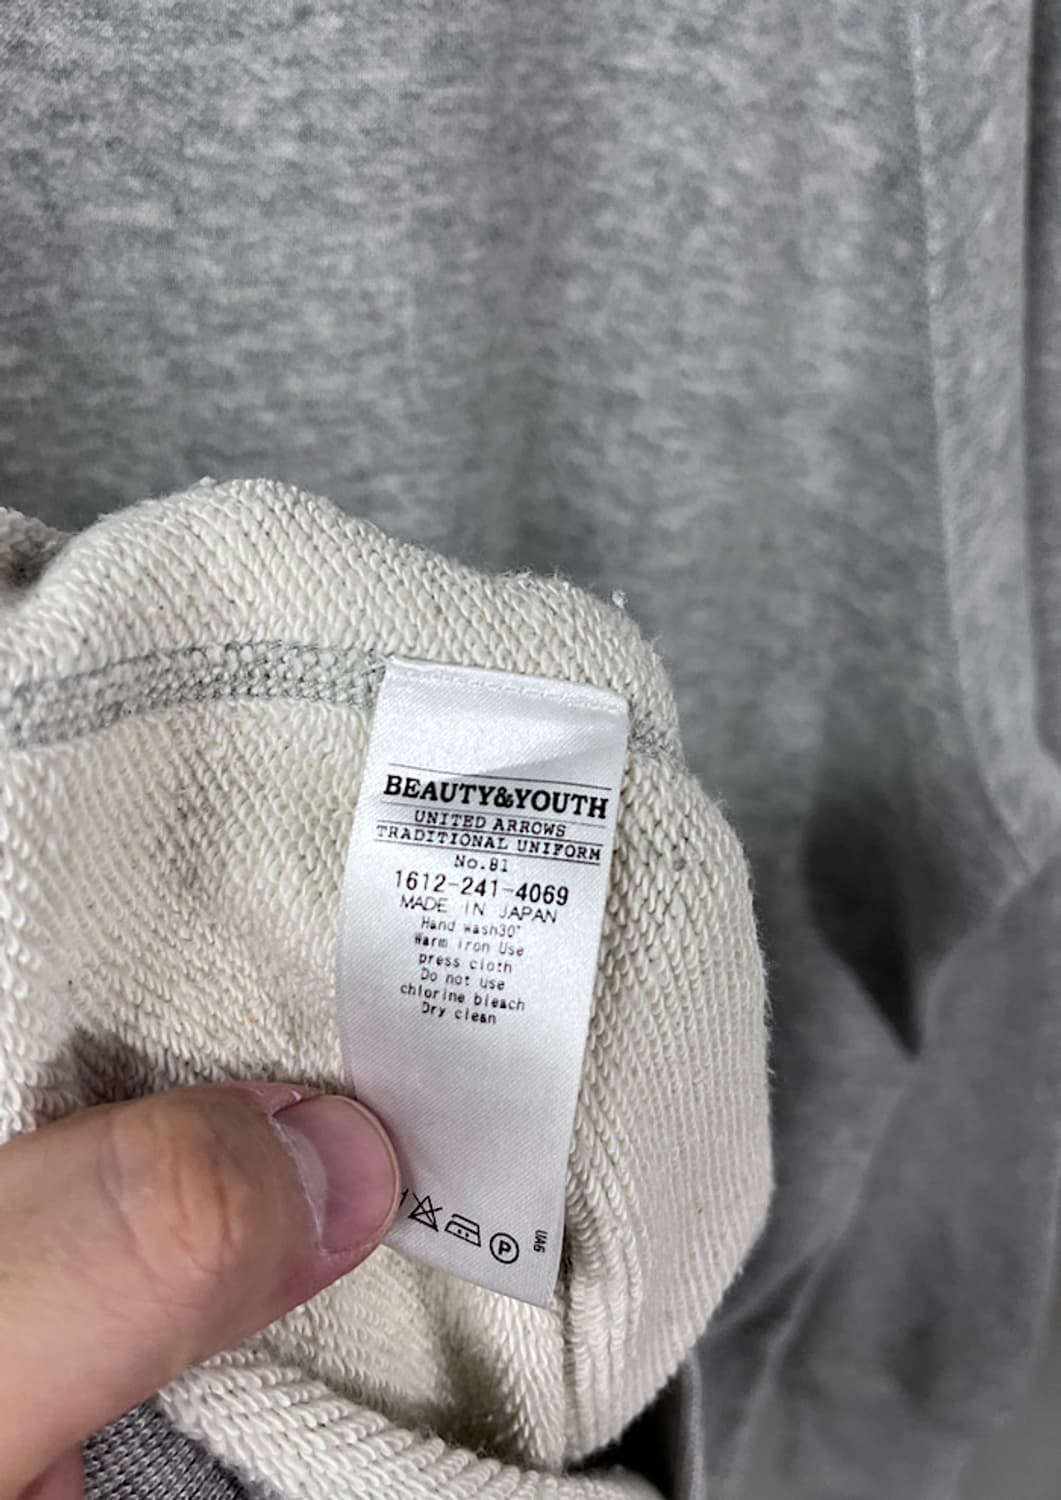 BEAUTY&YOUTH
UNITED ARROWS
TRADITIONAL UNIFORM
No.81
1612-241-4069
MADE IN JAPAN
Hand wash30°
Warm iron Use
press cloth
Do not use
chlorine bleach
Dry clean
P
UA6